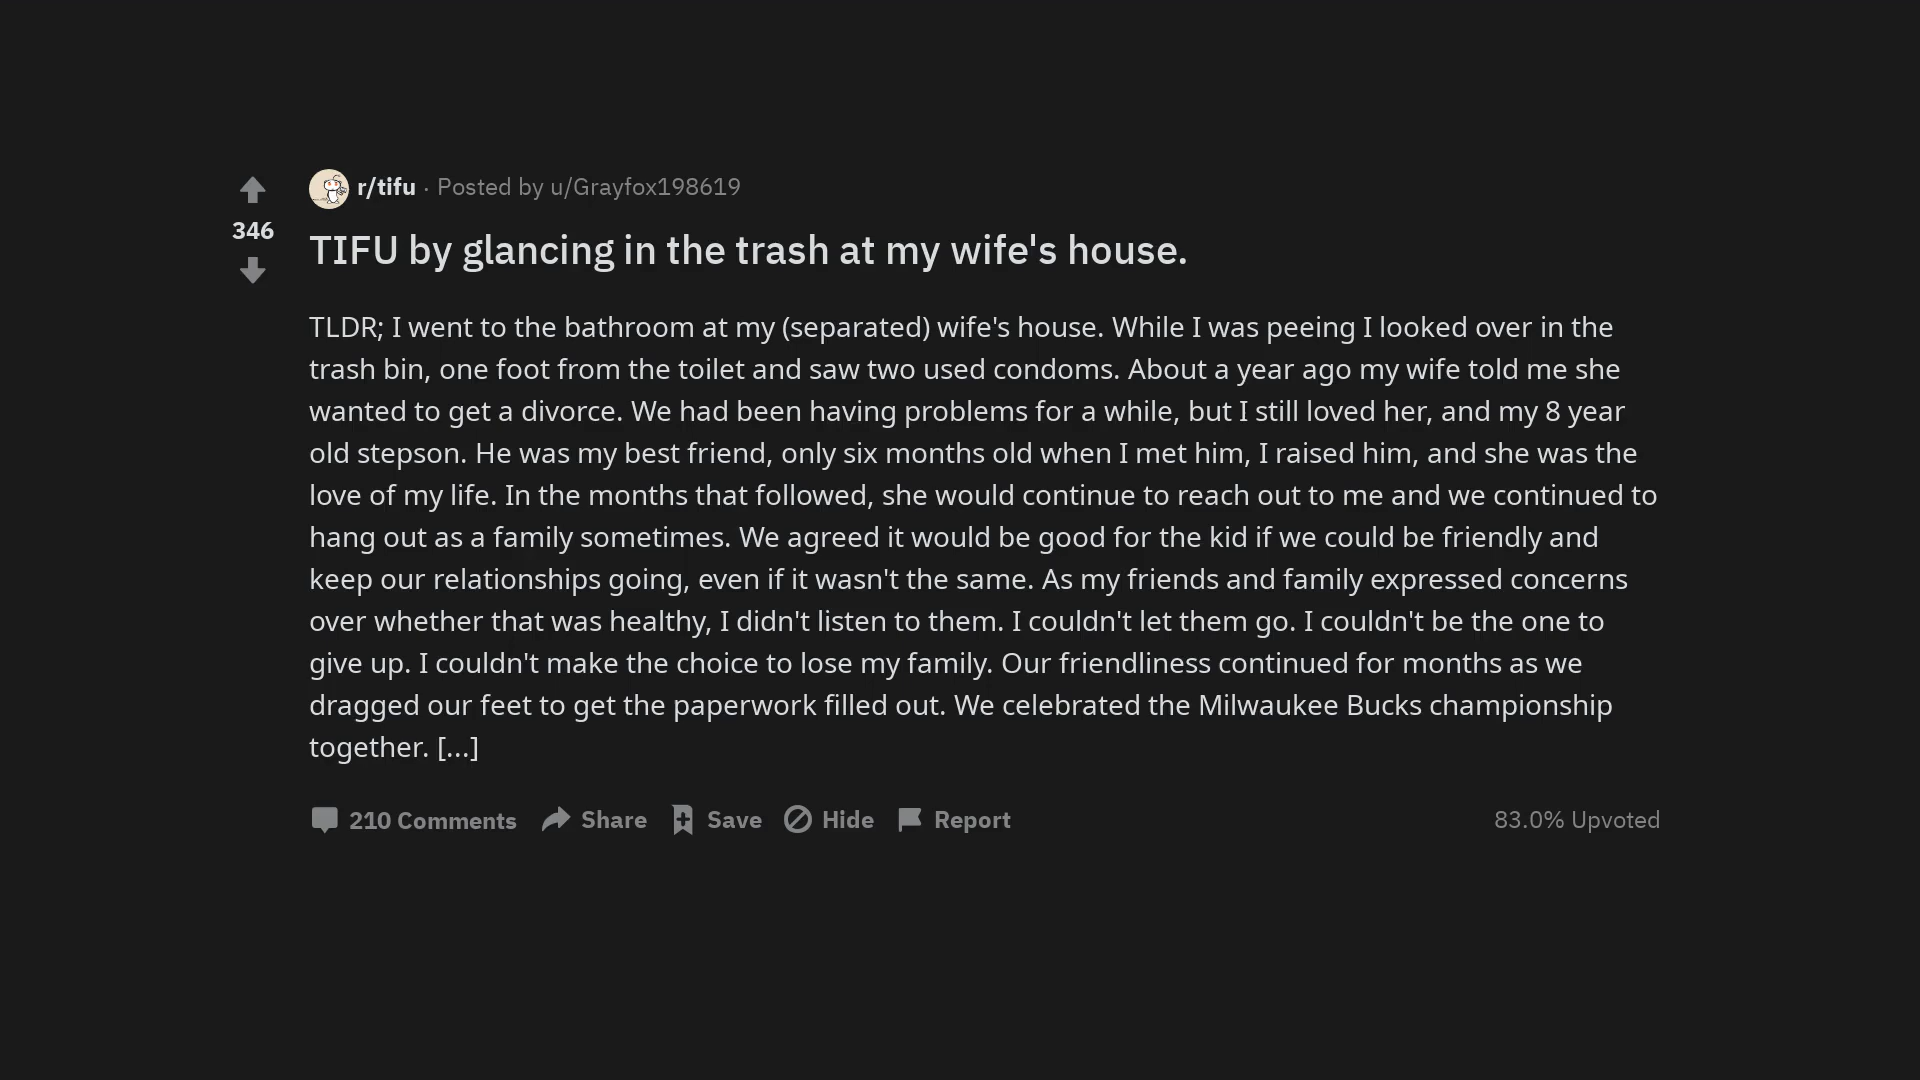 r/tifu · Posted by u/Grayfox198619
346
TIFU by glancing in the trash at my wife's house.
TLDR; I went to the bathroom at my (separated) wife's house. While I was peeing I looked over in the
trash bin, one foot from the toilet and saw two used condoms. About a year ago my wife told me she
wanted to get a divorce. We had been having problems for a while, but I still loved her, and my 8 year
old stepson. He was my best friend, only six months old when I met him, I raised him, and she was the
love of my life. In the months that followed, she would continue to reach out to me and we continued to
hang out as a family sometimes. We agreed it would be good for the kid if we could be friendly and
keep our relationships going, even if it wasn't the same. As my friends and family expressed concerns
over whether that was healthy, I didn't listen to them. I couldn't let them go. I couldn't be the one to
give up. I couldn't make the choice to lose my family. Our friendliness continued for months as we
dragged our feet to get the paperwork filled out. We celebrated the Milwaukee Bucks championship
together. [...]
210 Comments Share Save Hide Report 83.0% Upvoted